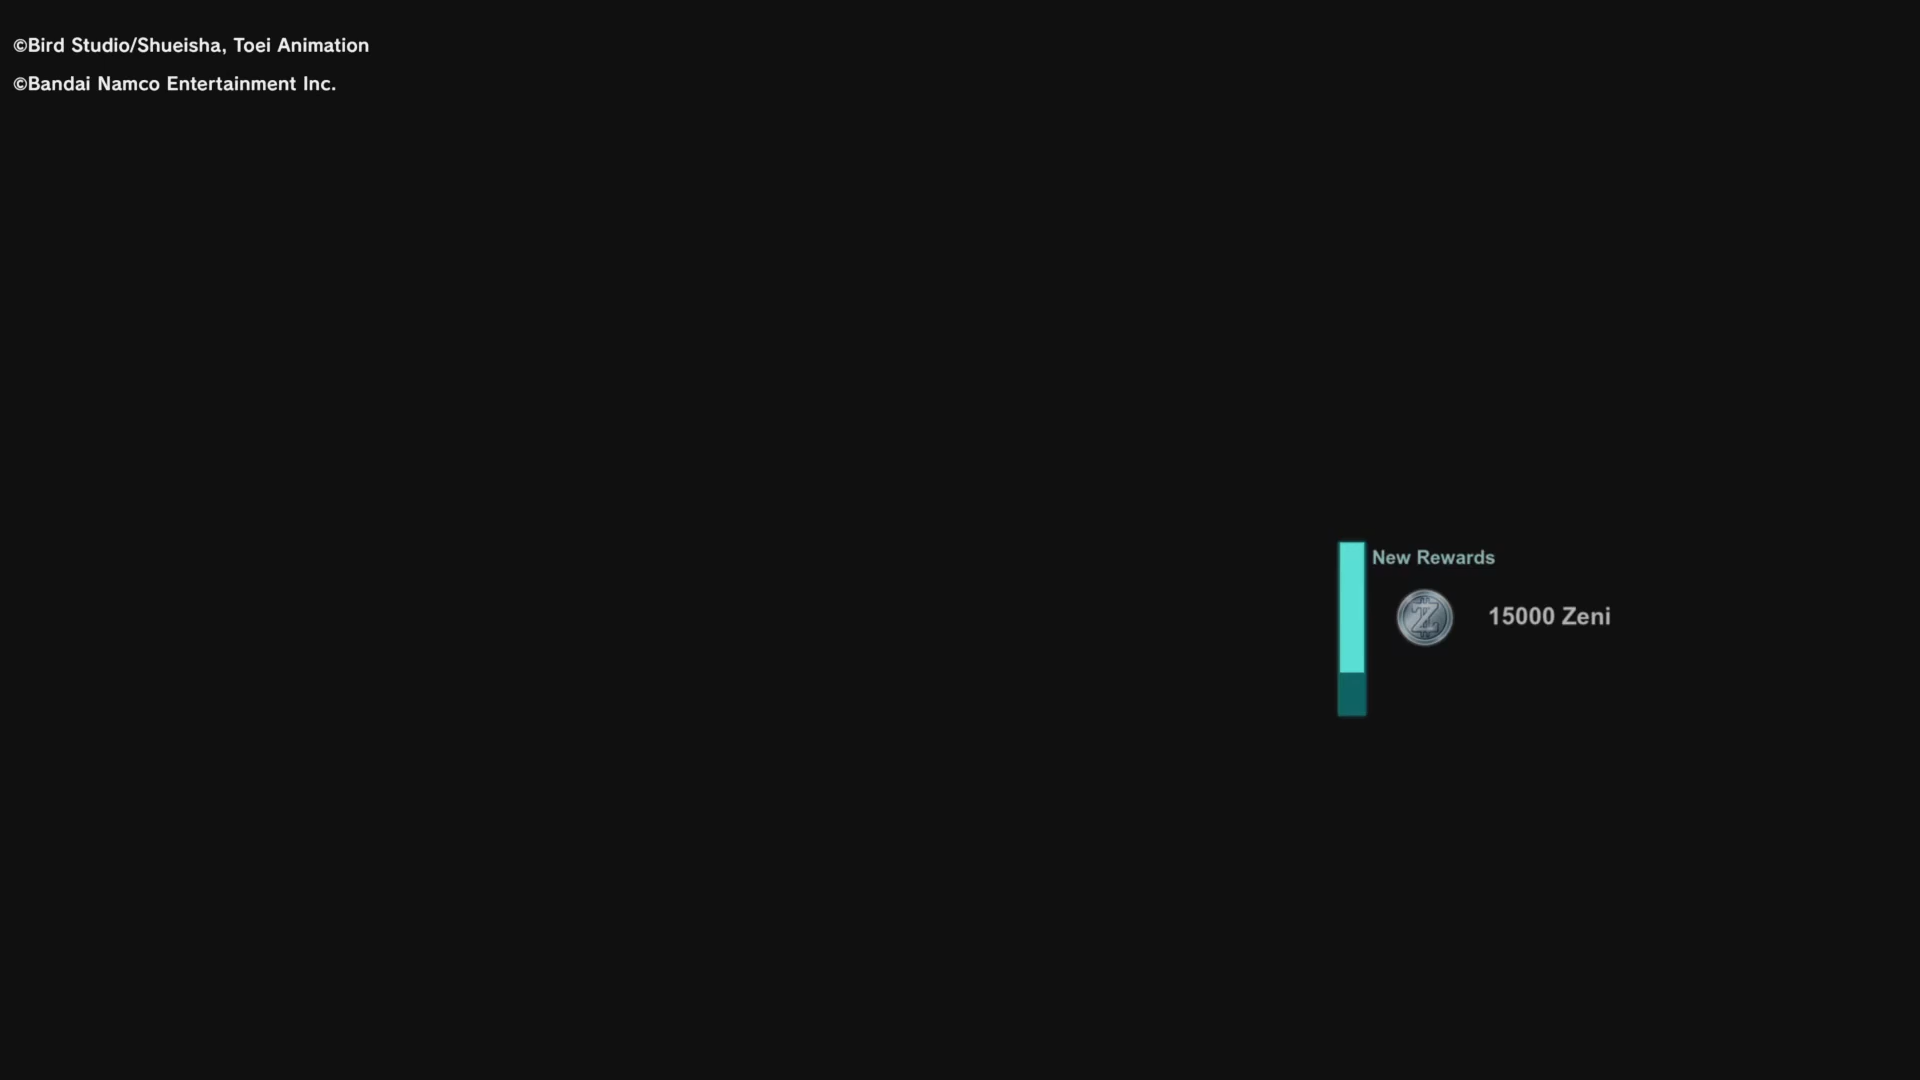 ©Bird Studio/Shueisha, Toei Animation
©Bandai Namco Entertainment Inc.
New Rewards
15000 Zeni